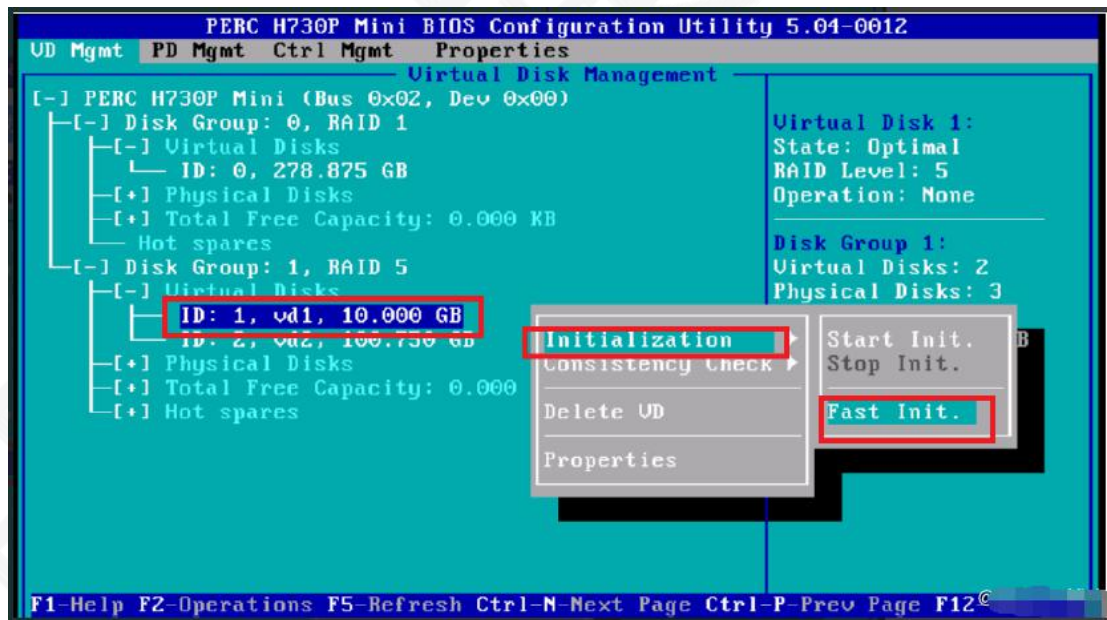 PERC H730P Mini BIOS Configuration Utility 5.04-0012
VD Mgmt PD Mgmt Ctrl Mgmt Properties
Virtual Disk Management
[-] PERC H730P Mini (Bus 0x02, Dev 0x00)
[-] Disk Group: 0, RAID 1
[-] Virtual Disks
ID: 0, 278.875 GB
[+] Physical Disks
[+] Total Free Capacity: 0.000 KB
Hot spares
[-] Disk Group: 1, RAID 5
[-] Virtual Disks
ID: 1, vd1, 10.000 GB
ID: 2, vd2, 100.750 GB
[+] Physical Disks
[+] Total Free Capacity: 0.000
[+] Hot spares
Virtual Disk 1:
State: Optimal
RAID Level: 5
Operation: None
Disk Group 1:
Virtual Disks: 2
Physical Disks: 3
B
Initialization
Consistency Check
Delete VD
Properties
Start Init.
Stop Init.
Fast Init.
F1-Help F2-Operations F5-Refresh Ctrl-N-Next Page Ctrl-P-Prev Page F12